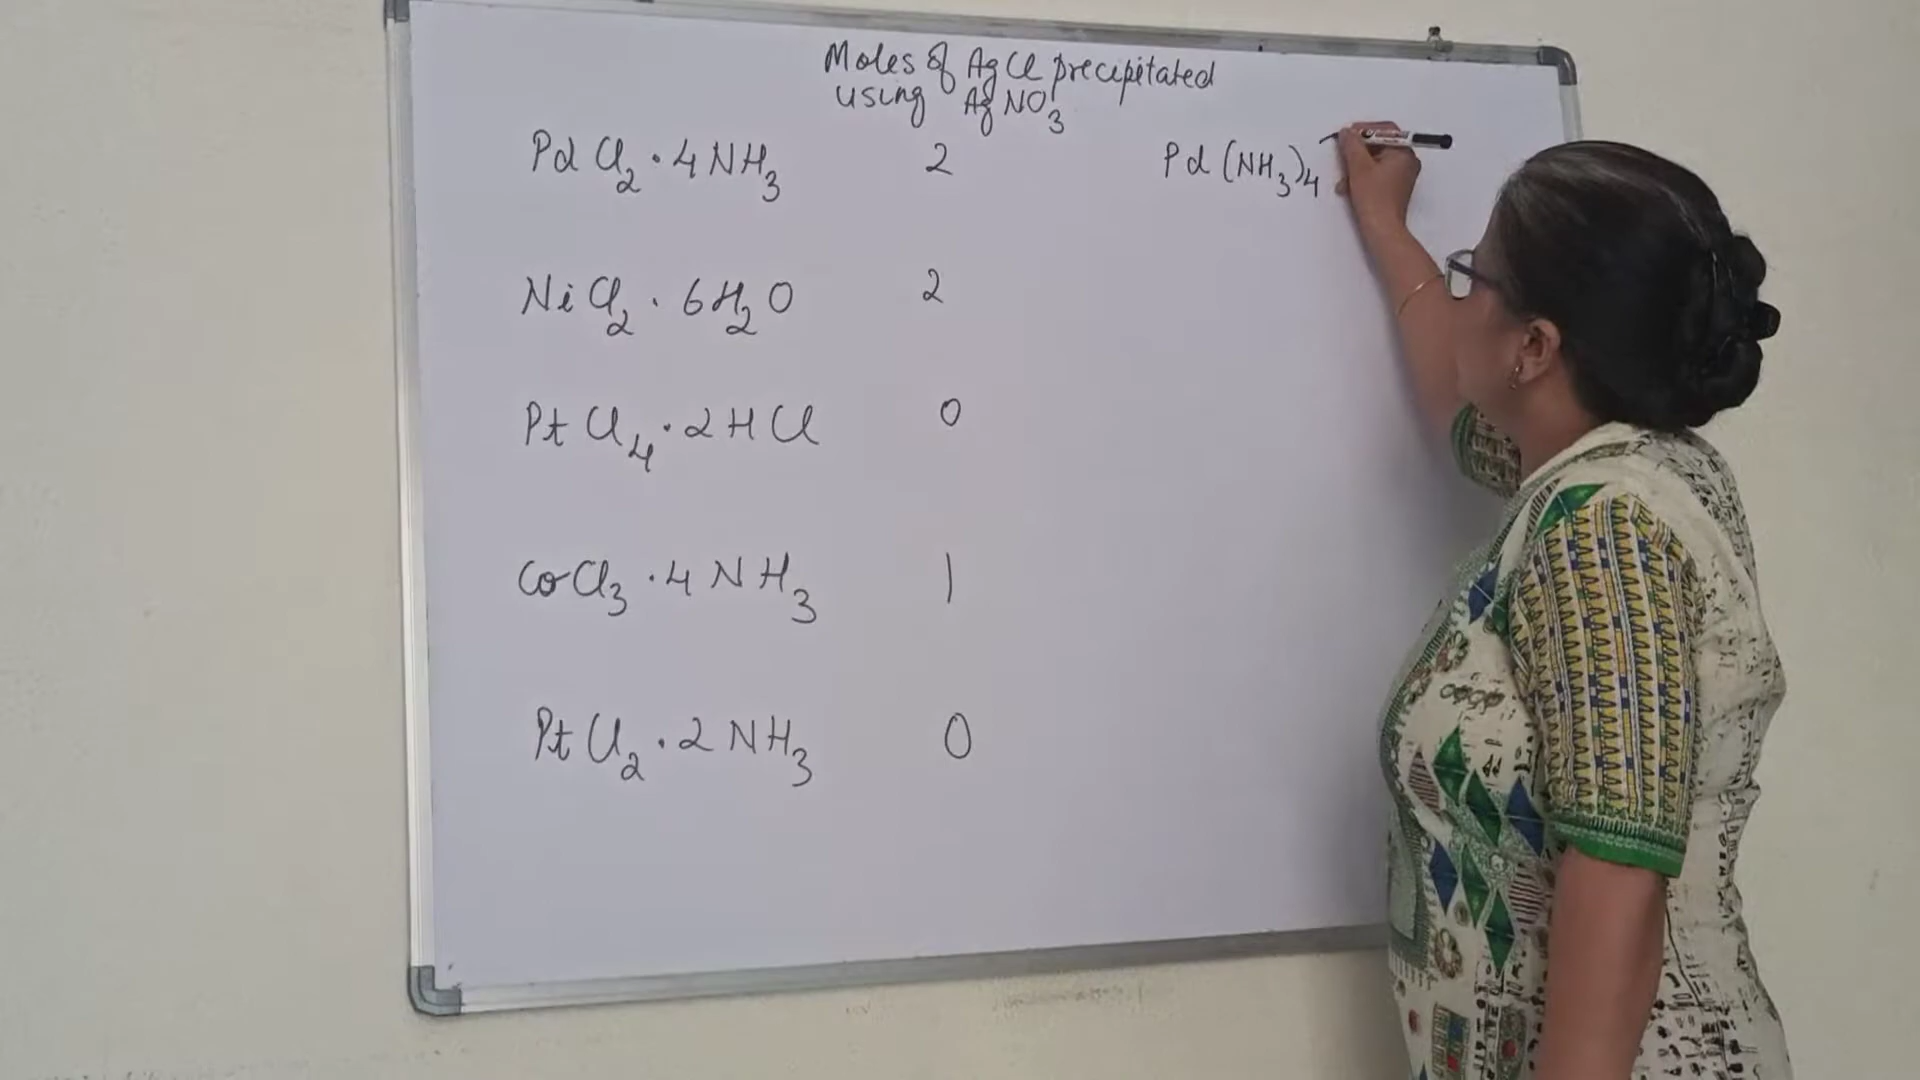 Moles of AgCl precipitated
using AgNO3
PdCl2·4NH3 2 Pd(NH3)4
NiCl2·6H2O 2
PtCl4·2HCl 0
CoCl3·4NH3 1
PtCl2·2NH3 0